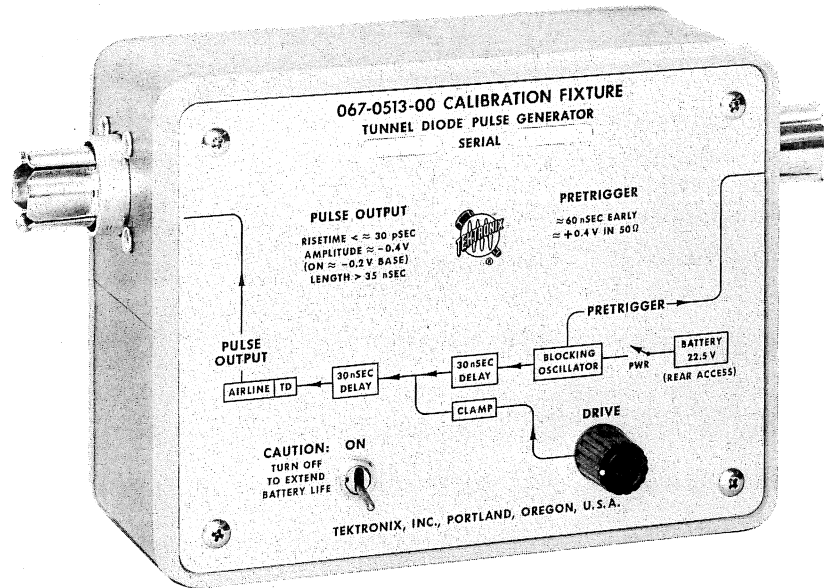 067-0513-00 CALIBRATION FIXTURE
TUNNEL DIODE PULSE GENERATOR
SERIAL
PULSE OUTPUT
RISETIME < ≈ 30 pSEC
AMPLITUDE ≈ -0.4V
(ON ≈ -0.2V BASE)
LENGTH > 35 nSEC
TEKTRONIX
®
PRETRIGGER
≈60 nSEC EARLY
≈ +0.4 V IN 50Ω
PRETRIGGER
PULSE
OUTPUT
AIRLINE TD
30nSEC
DELAY
30nSEC
DELAY
BLOCKING
OSCILLATOR
PWR
BATTERY
22.5 V
(REAR ACCESS)
CLAMP
DRIVE
CAUTION: ON
TURN OFF
TO EXTEND
BATTERY LIFE
TEKTRONIX, INC., PORTLAND, OREGON, U.S.A.